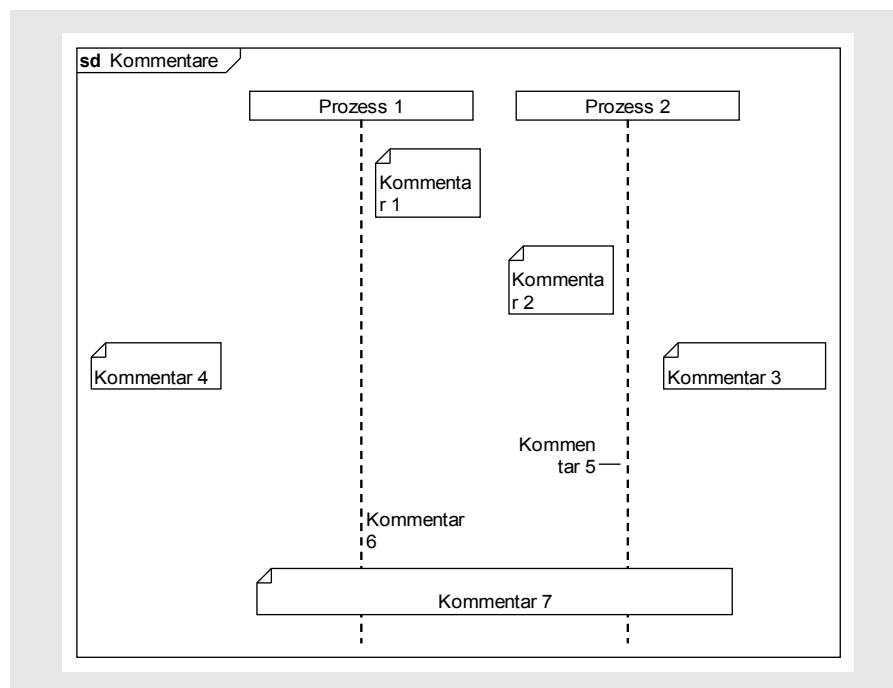 sd Kommentare
Prozess 1
Prozess 2
Kommenta
r 1
Kommenta
r 2
Kommentar 4
Kommentar 3
Kommen
tar 5
Kommentar
6
Kommentar 7